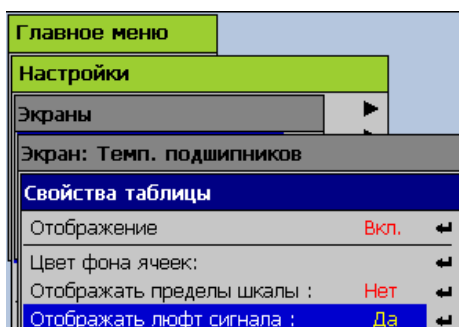 Главное меню
Настройки
Экраны
Экран: Темп. подшипников
Свойства таблицы
Отображение Вкл.
Цвет фона ячеек:
Отображать пределы шкалы : Нет
Отображать люфт сигнала : Да